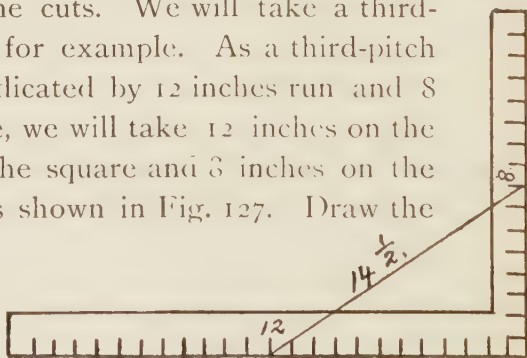 ne cuts. We will take a third-
for example. As a third-pitch
dicated by 12 inches run and 8
e, we will take 12 inches on the
he square and 8 inches on the
s shown in Fig. 127. Draw the
8
14 1/2.
12